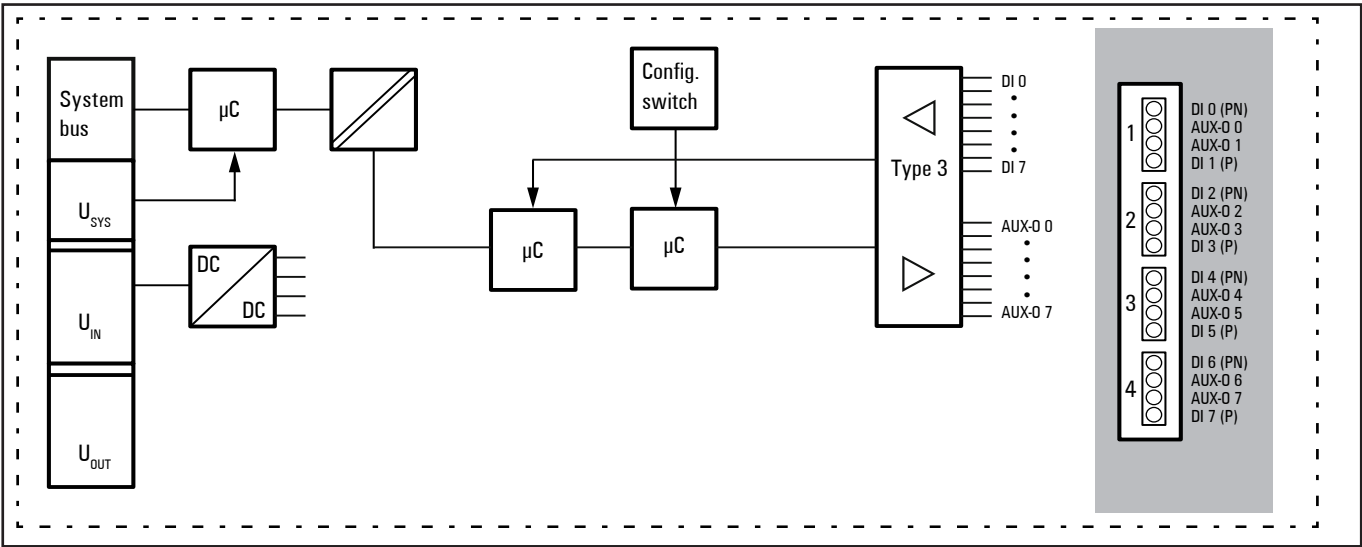 System
bus
U SYS
U IN
U OUT
µC
DC
DC
Config.
switch
µC
µC
Type 3
DI 0
DI 7
AUX-O 0
AUX-O 7
1
DI 0 (PN)
AUX-O 0
AUX-O 1
DI 1 (P)
2
DI 2 (PN)
AUX-O 2
AUX-O 3
DI 3 (P)
3
DI 4 (PN)
AUX-O 4
AUX-O 5
DI 5 (P)
4
DI 6 (PN)
AUX-O 6
AUX-O 7
DI 7 (P)